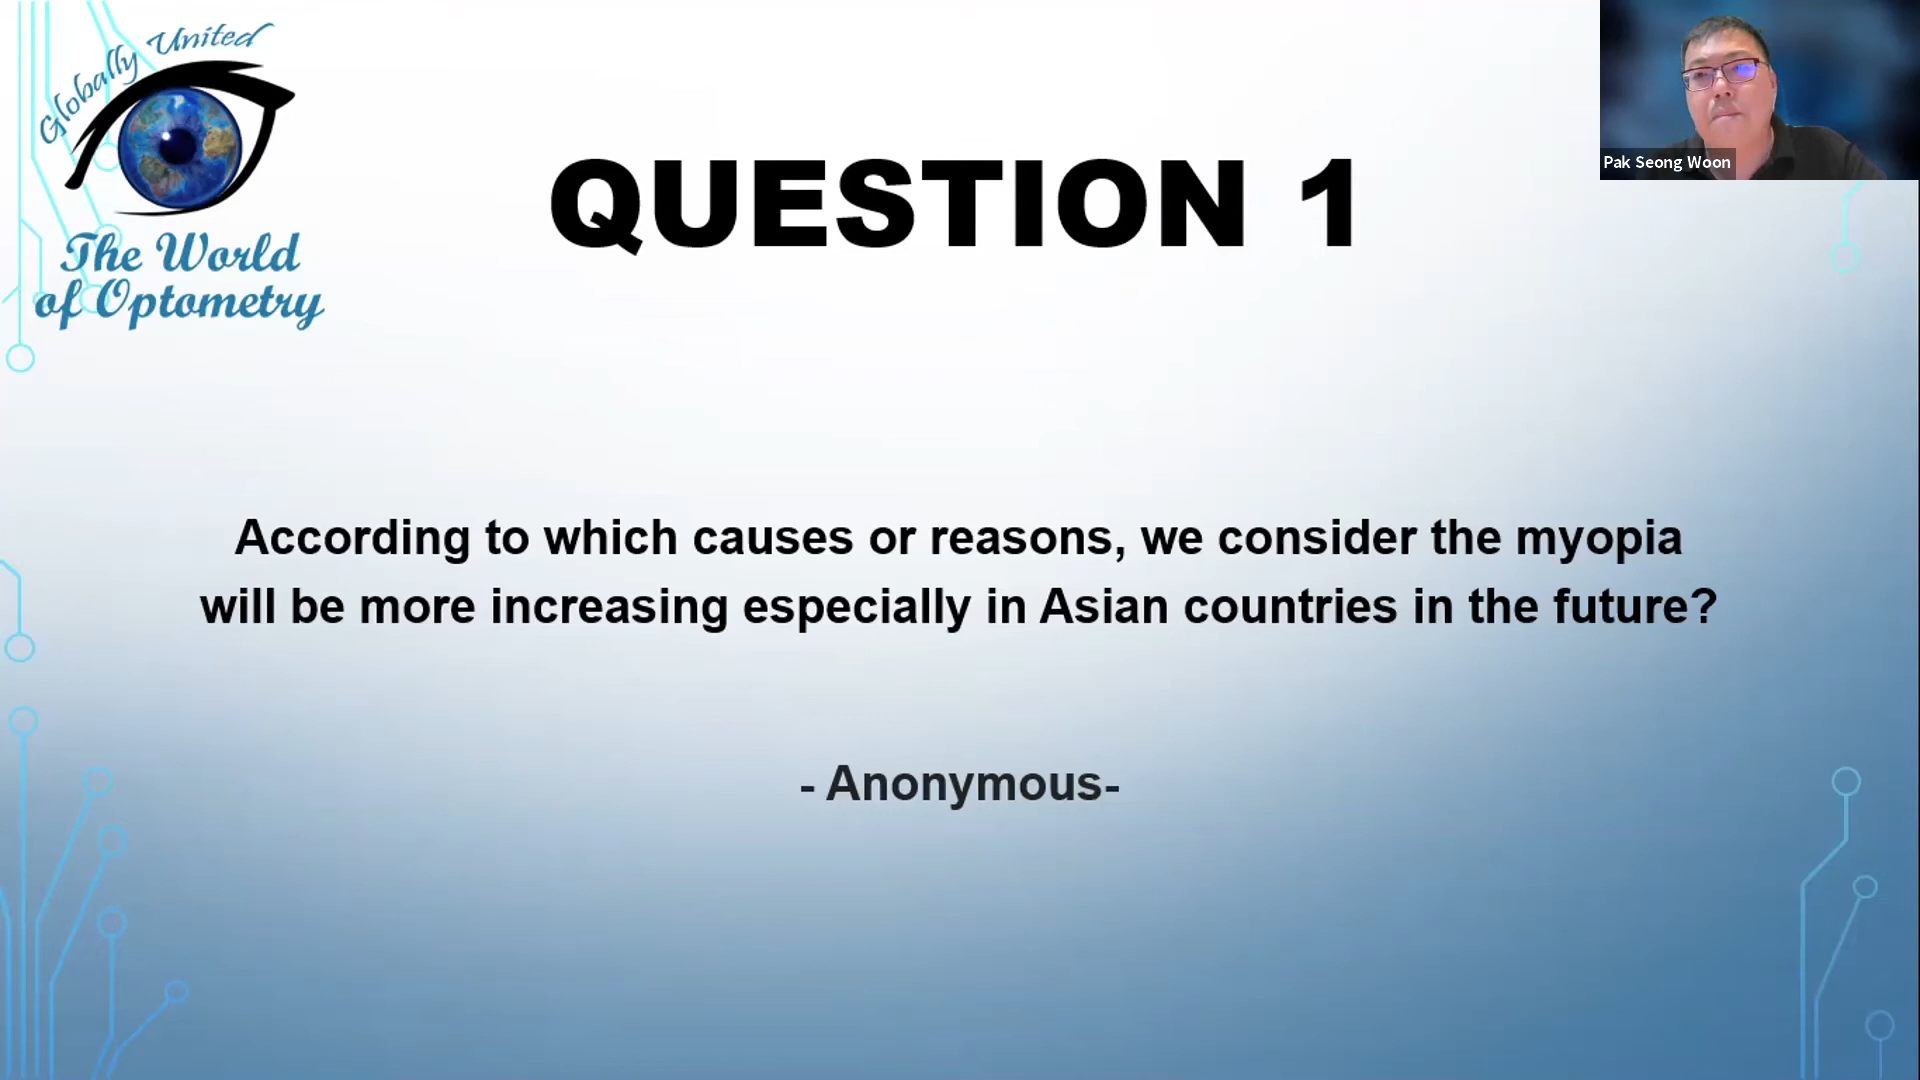 Globally United
The World
of Optometry
Pak Seong Woon
QUESTION 1
According to which causes or reasons, we consider the myopia
will be more increasing especially in Asian countries in the future?
- Anonymous-